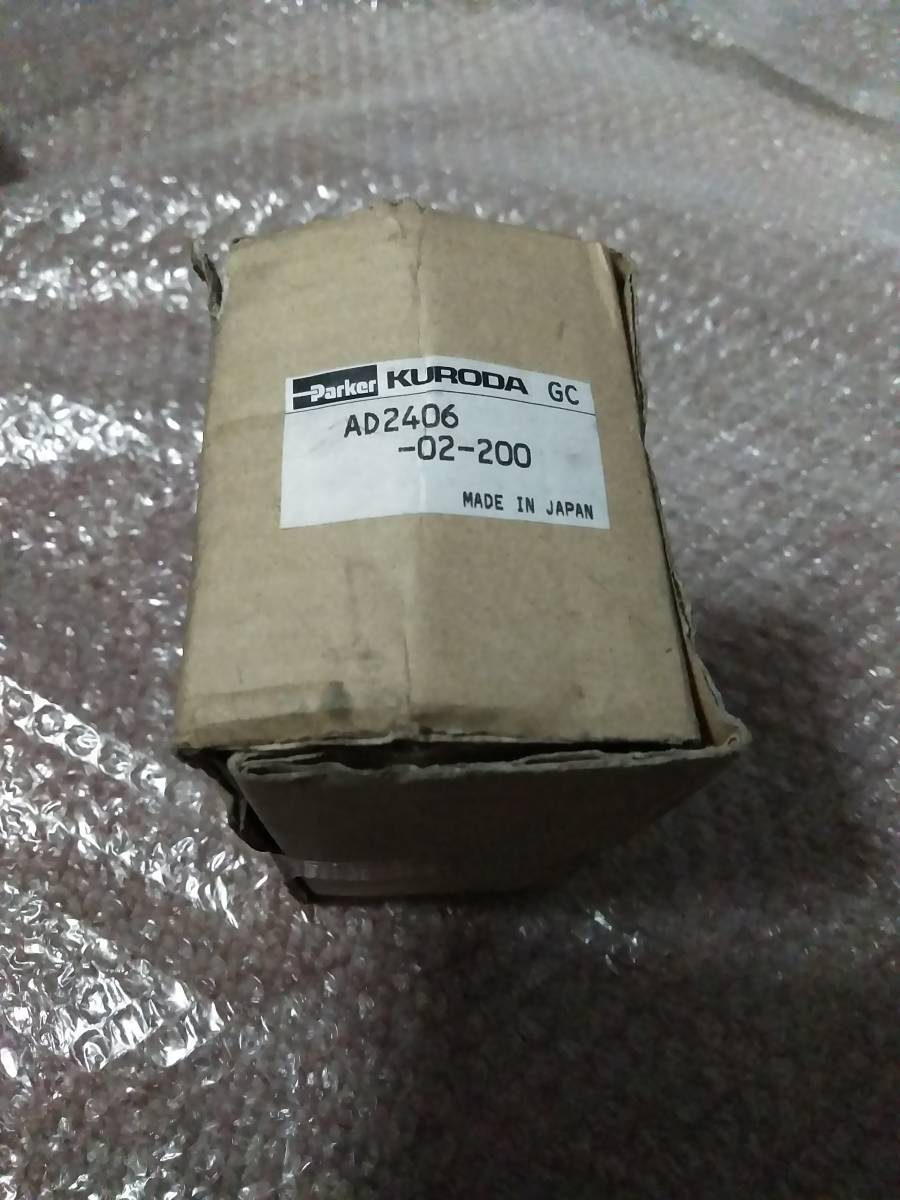 Parker KURODA GC
AD2406
-02-200
MADE IN JAPAN